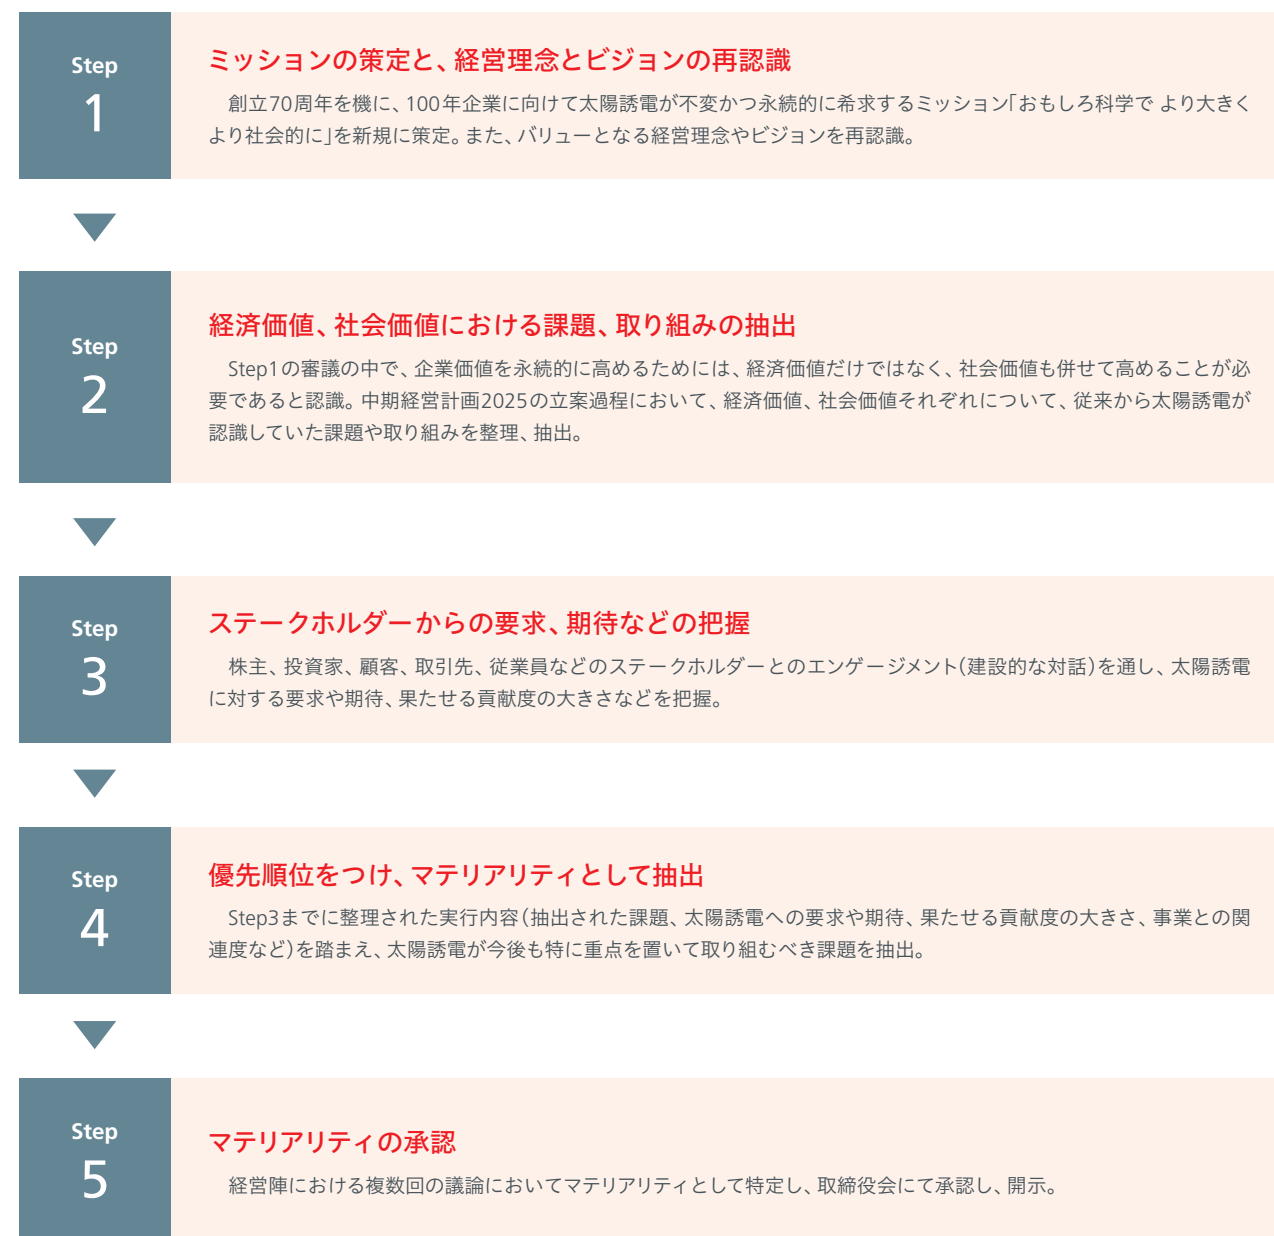 Step
1
ミッションの策定と、経営理念とビジョンの再認識
創立70周年を機に、100年企業に向けて太陽誘電が不変かつ永続的に希求するミッション「おもしろ科学で より大きく
より社会的に」を新規に策定。また、バリューとなる経営理念やビジョンを再認識。
Step
2
経済価値、社会価値における課題、取り組みの抽出
Step1の審議の中で、企業価値を永続的に高めるためには、経済価値だけではなく、社会価値も併せて高めることが必
要であると認識。中期経営計画2025の立案過程において、経済価値、社会価値それぞれについて、従来から太陽誘電が
認識していた課題や取り組みを整理、抽出。
Step
3
ステークホルダーからの要求、期待などの把握
株主、投資家、顧客、取引先、従業員などのステークホルダーとのエンゲージメント(建設的な対話)を通し、太陽誘電
に対する要求や期待、果たせる貢献度の大きさなどを把握。
Step
4
優先順位をつけ、マテリアリティとして抽出
Step3までに整理された実行内容(抽出された課題、太陽誘電への要求や期待、果たせる貢献度の大きさ、事業との関
連度など)を踏まえ、太陽誘電が今後も特に重点を置いて取り組むべき課題を抽出。
Step
5
マテリアリティの承認
経営陣における複数回の議論においてマテリアリティとして特定し、取締役会にて承認し、開示。